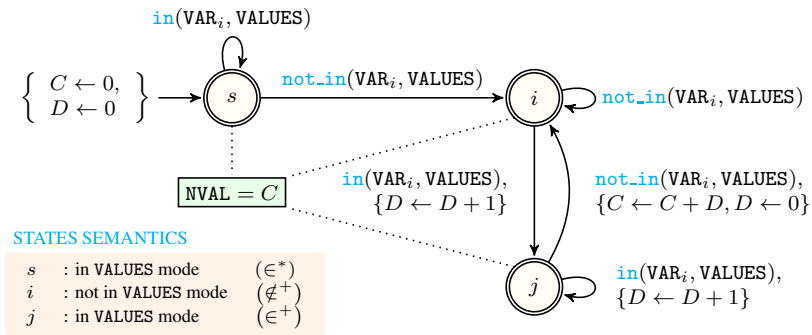 in(VAR_i, VALUES)
{ C ← 0, D ← 0 }
s
not_in(VAR_i, VALUES)
i
not_in(VAR_i, VALUES)
NVAL = C
in(VAR_i, VALUES),
{D ← D + 1}
not_in(VAR_i, VALUES),
{C ← C + D, D ← 0}
STATES SEMANTICS
s : in VALUES mode (∈*)
i : not in VALUES mode (∉⁺)
j : in VALUES mode (∈⁺)
j
in(VAR_i, VALUES),
{D ← D + 1}